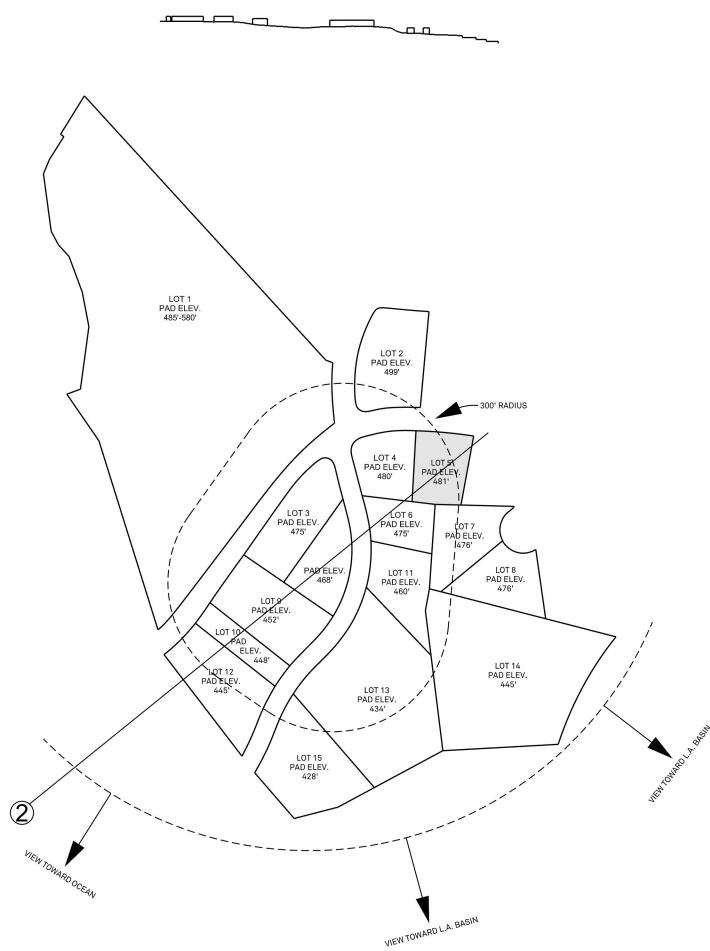 LOT 1
PAD ELEV.
485'-580'
LOT 2
PAD ELEV.
499'
300' RADIUS
LOT 4
PAD ELEV.
480'
LOT 5
PAD ELEV.
481'
LOT 3
PAD ELEV.
475'
LOT 6
PAD ELEV.
475'
LOT 7
PAD ELEV.
476'
PAD ELEV.
468'
LOT 11
PAD ELEV.
460'
LOT 8
PAD ELEV.
476'
LOT 9
PAD ELEV.
452'
LOT 10
PAD
ELEV.
448'
LOT 12
PAD ELEV.
445'
LOT 13
PAD ELEV.
434'
LOT 14
PAD ELEV.
445'
LOT 15
PAD ELEV.
428'
2
VIEW TOWARD OCEAN
VIEW TOWARD L.A. BASIN
VIEW TOWARD L.A. BASIN